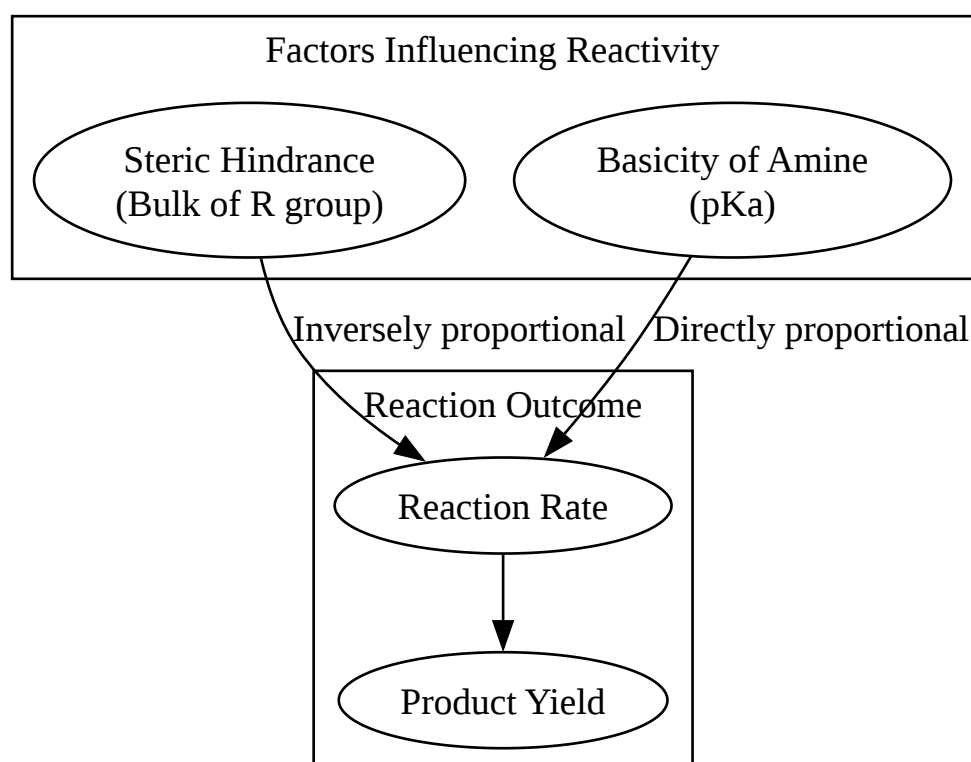 Factors Influencing Reactivity
Steric Hindrance
(Bulk of R group)
Basicity of Amine
(pKa)
Inversely proportional
Directly proportional
Reaction Outcome
Reaction Rate
Product Yield